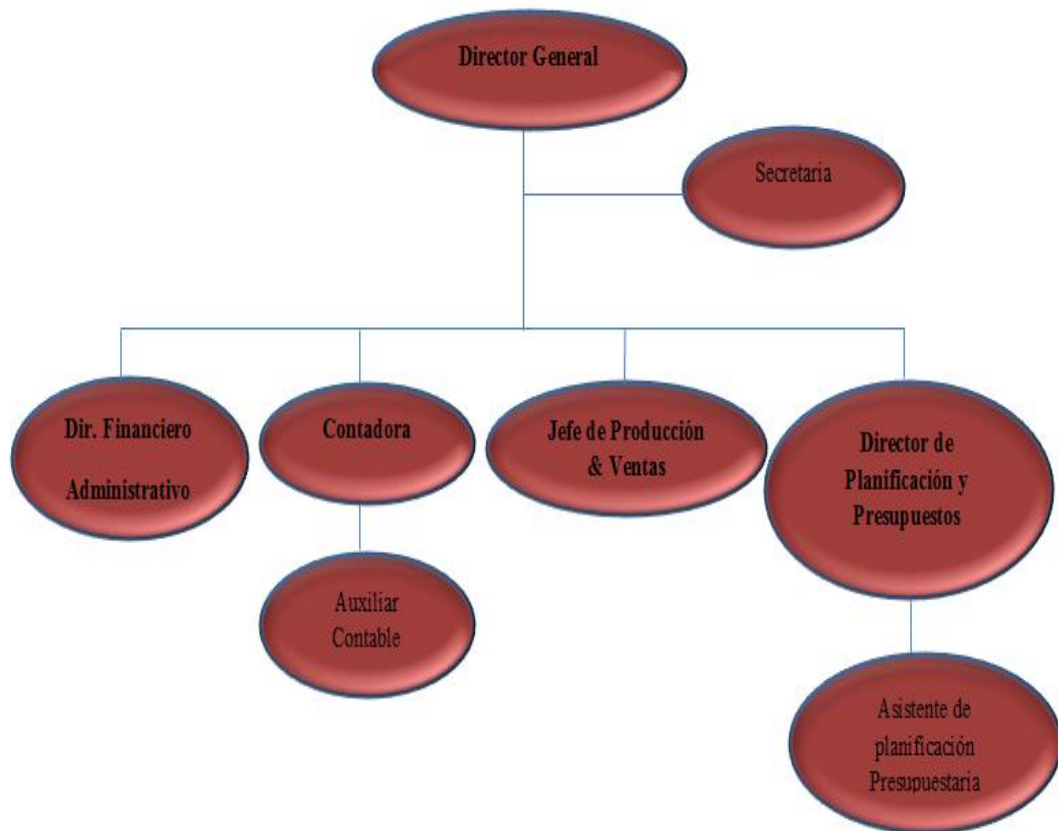 Director General
Secretaria
Dir. Financiero
Administrativo
Contadora
Jefe de Producción
& Ventas
Director de
Planificación y
Presupuestos
Auxiliar
Contable
Asistente de
planificación
Presupuestaria